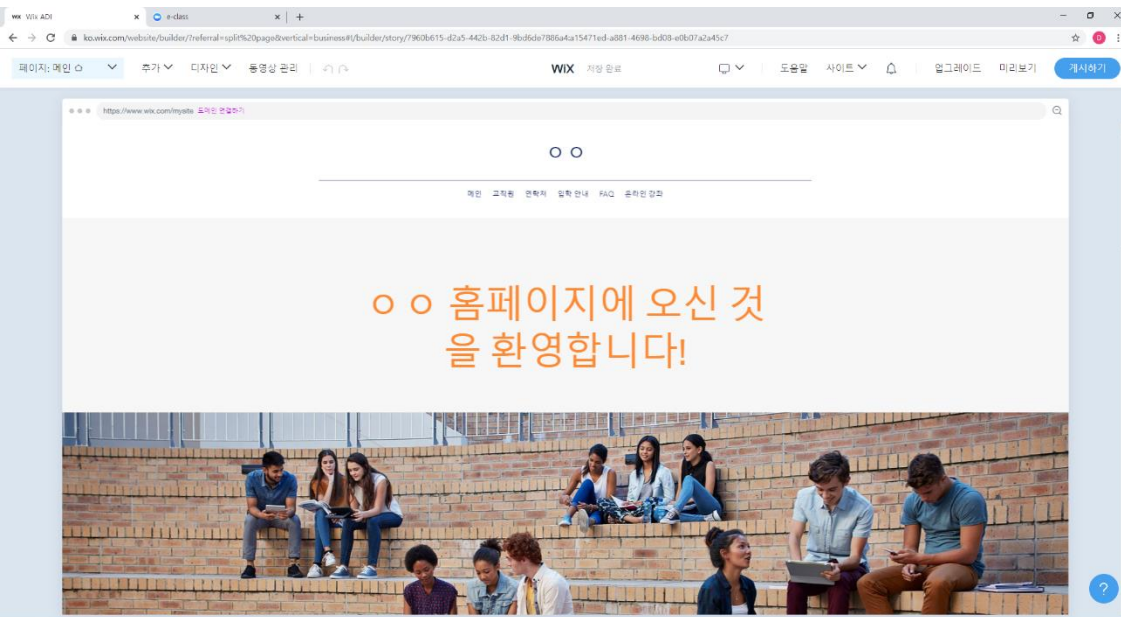 WiX Wix ADI
e-class
ko.wix.com/website/builder/?referral=split%20page&vertical=business#!/builder/story/7960b615-d2a5-442b-82d1-9bd6de7886a4:a15471ed-a881-4698-bd08-e0b07a2a45c7
페이지: 메인 추가 디자인 동영상 관리 WiX 저장 완료 도움말 사이트 업그레이드 미리보기 게시하기
https://www.wix.com/mysite 도메인 연결하기
ㅇ ㅇ
메인 교직원 연락처 입학 안내 FAQ 온라인 강좌
ㅇ ㅇ 홈페이지에 오신 것
을 환영합니다!
?